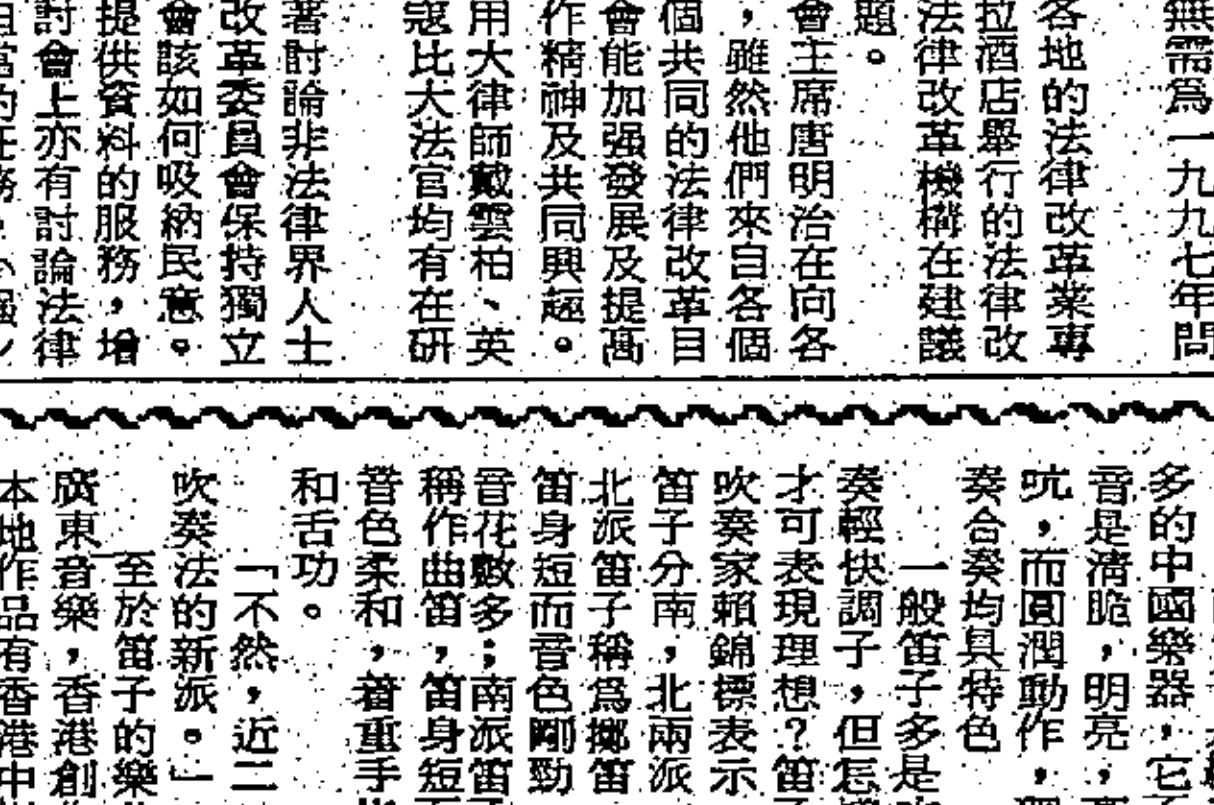 無需爲一九九七年問
各地的法律改革業專
拉酒店舉行的法律改
法律改革機構在建議
題。
會主席唐明治在向各
，雖然他們來自各個
個共同的法律改革目
會能加强發展及提高
作精神及共同興趣。
用大律師戴雲柏、英
寇比大法官均有在研
著討論非法律界人士
改革委員會保持獨立
會該如何吸納民意。
提供資料的服務，增
討會上亦有討論法律
多的中國樂器，它
音是清脆，明亮，
吭，而圓潤動作，
奏合奏均具特色
一般笛子多是
奏輕快調子，但怎
才可表現理想？笛
吹奏家賴錦標表示
笛子分南，北兩派
北派笛子稱爲擲笛
笛身短而音色剛勁
音花數多；南派笛
稱作曲笛，笛身短
音色柔和，着重手
和舌功。
「不然，近二
吹奏法的新派。」
至於笛子的樂
廣東音樂，香港創
本地作品有香港中